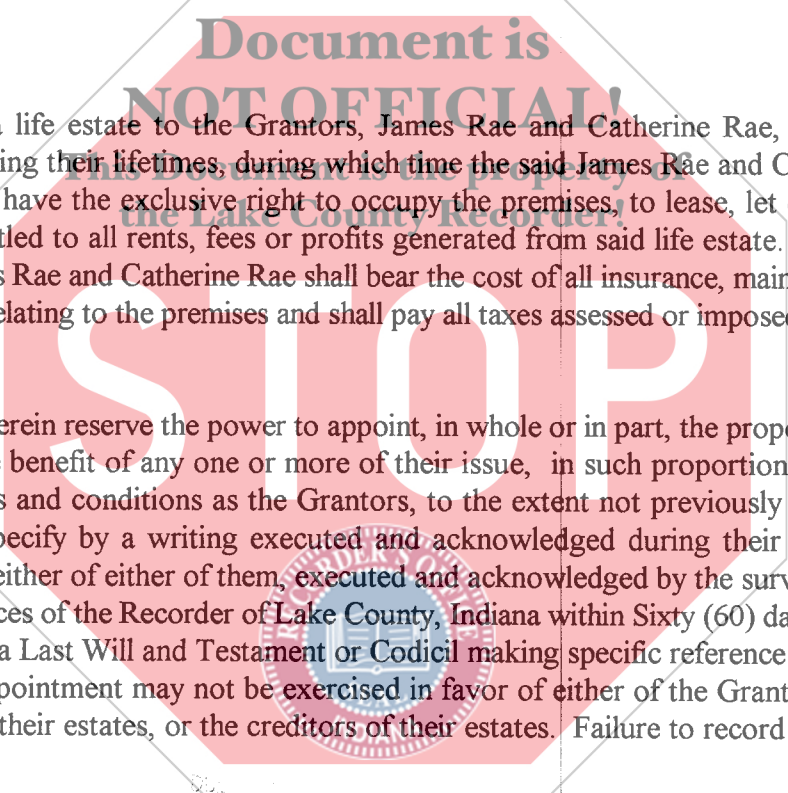 Document is
NOT OFFICIAL!
life estate to the Grantors, James Rae and Catherine Rae,
ing their lifetimes, during which time the said James Rae and C
This Document is the property of
have the exclusive right to occupy the premises, to lease, let
the Lake County Recorder!
tled to all rents, fees or profits generated from said life estate.
s Rae and Catherine Rae shall bear the cost of all insurance, main
elating to the premises and shall pay all taxes assessed or imposed
STOP
erein reserve the power to appoint, in whole or in part, the prope
benefit of any one or more of their issue, in such proportion
s and conditions as the Grantors, to the extent not previously
pecify by a writing executed and acknowledged during their
either of either of them, executed and acknowledged by the surv
ces of the Recorder of Lake County, Indiana within Sixty (60) da
a Last Will and Testament or Codicil making specific reference
pointment may not be exercised in favor of either of the Grant
their estates, or the creditors of their estates. Failure to record
RECORDER'S OFFICE
INDIANA